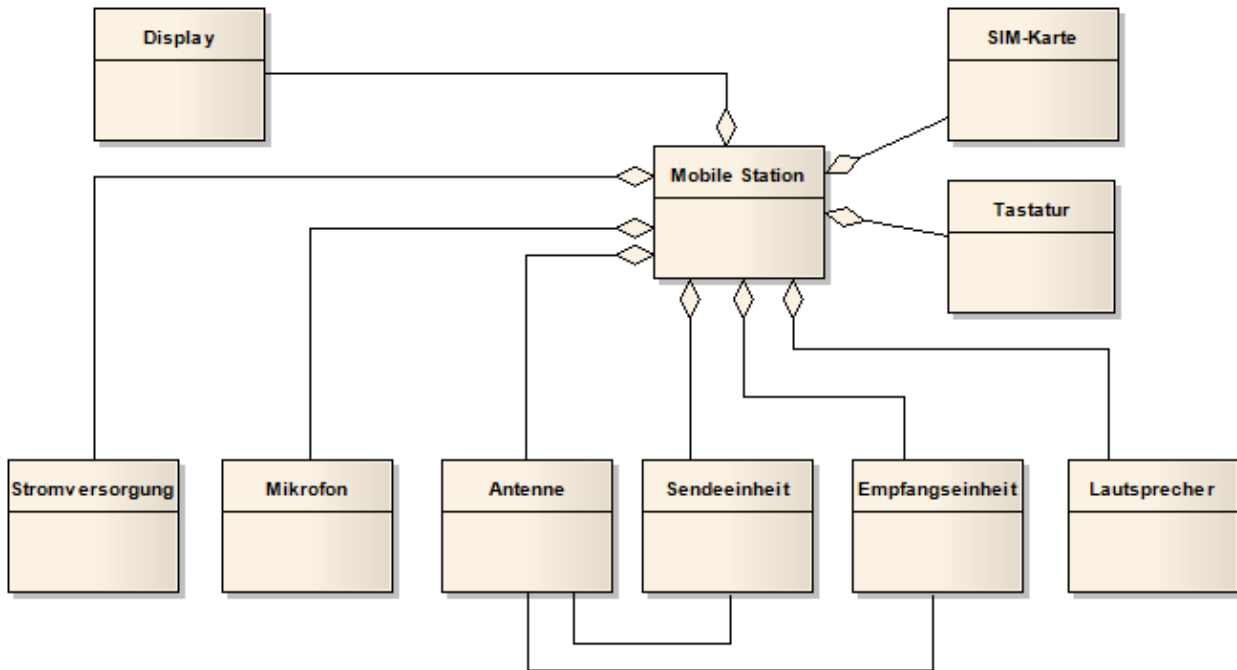 Display
SIM-Karte
Mobile Station
Tastatur
Stromversorgung
Mikrofon
Antenne
Sendeeinheit
Empfangseinheit
Lautsprecher